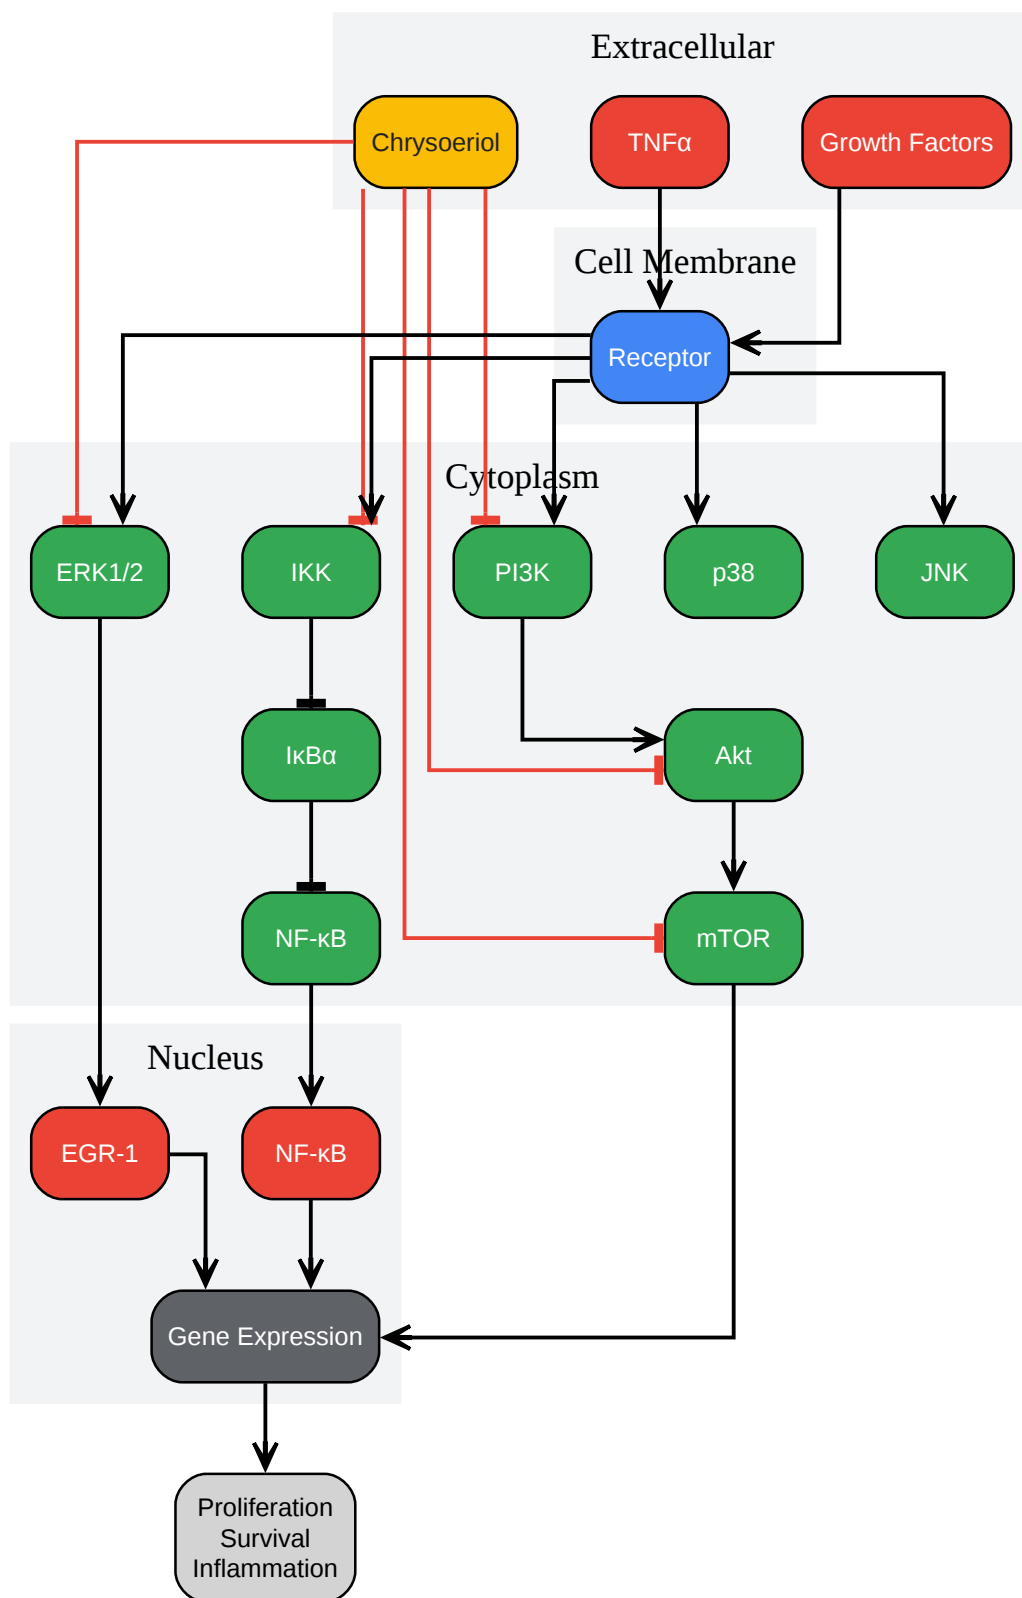 Extracellular
Chrysoeriol
TNFα
Growth Factors
Cell Membrane
Receptor
Cytoplasm
ERK1/2
IKK
PI3K
p38
JNK
IκBα
Akt
NF-κB
mTOR
Nucleus
EGR-1
NF-κB
Gene Expression
Proliferation
Survival
Inflammation